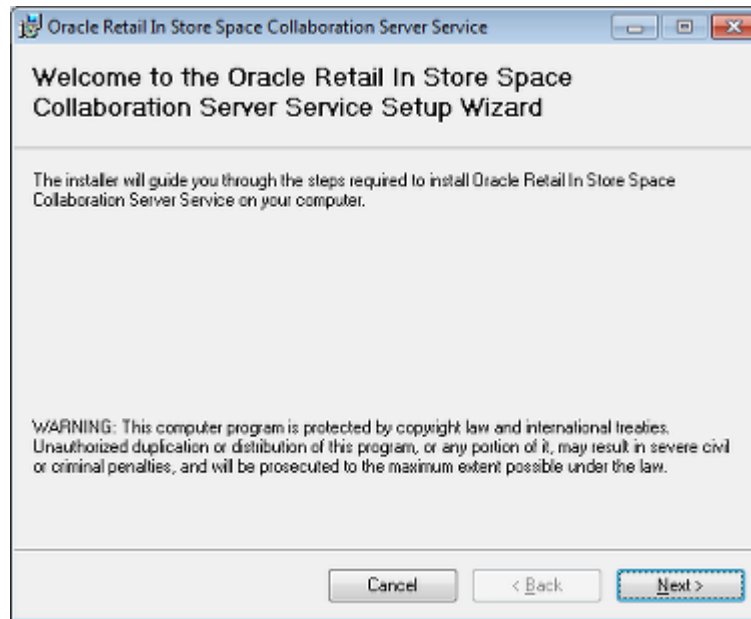 Oracle Retail In Store Space Collaboration Server Service
Welcome to the Oracle Retail In Store Space
Collaboration Server Service Setup Wizard
The installer will guide you through the steps required to install Oracle Retail In Store Space
Collaboration Server Service on your computer.
WARNING: This computer program is protected by copyright law and international treaties.
Unauthorized duplication or distribution of this program, or any portion of it, may result in severe civil
or criminal penalties, and will be prosecuted to the maximum extent possible under the law.
Cancel < Back Next >